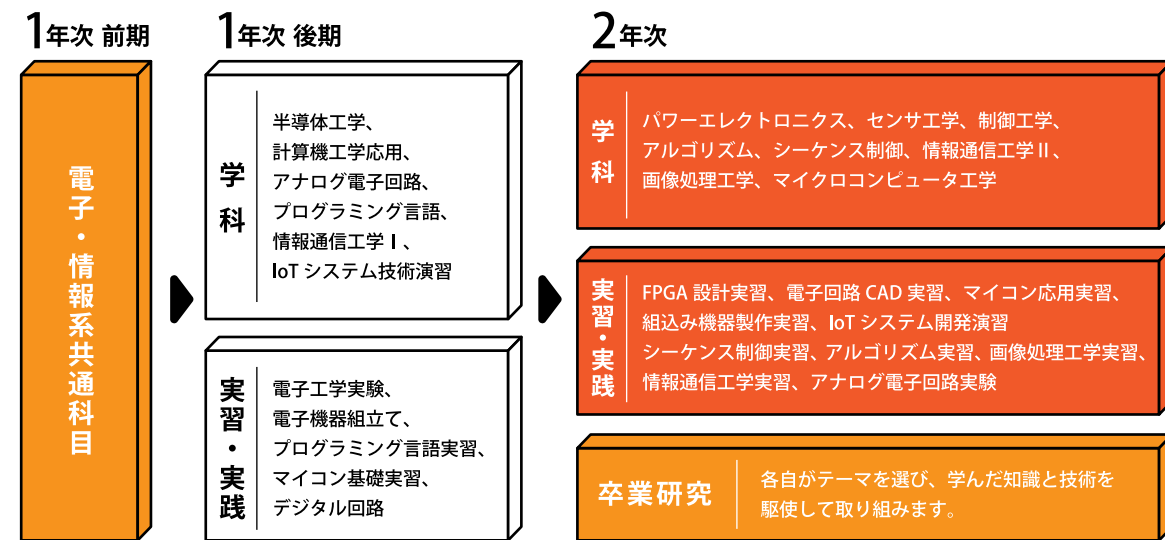 1年次 前期
電子・情報系共通科目
1年次 後期
学科
半導体工学、
計算機工学応用、
アナログ電子回路、
プログラミング言語、
情報通信工学Ⅰ、
IoT システム技術演習
実習・実践
電子工学実験、
電子機器組立て、
プログラミング言語実習、
マイコン基礎実習、
デジタル回路
2年次
学科
パワーエレクトロニクス、センサ工学、制御工学、
アルゴリズム、シーケンス制御、情報通信工学Ⅱ、
画像処理工学、マイクロコンピュータ工学
実習・実践
FPGA 設計実習、電子回路 CAD 実習、マイコン応用実習、
組込み機器製作実習、IoT システム開発演習
シーケンス制御実習、アルゴリズム実習、画像処理工学実習、
情報通信工学実習、アナログ電子回路実験
卒業研究
各自がテーマを選び、学んだ知識と技術を
駆使して取り組みます。